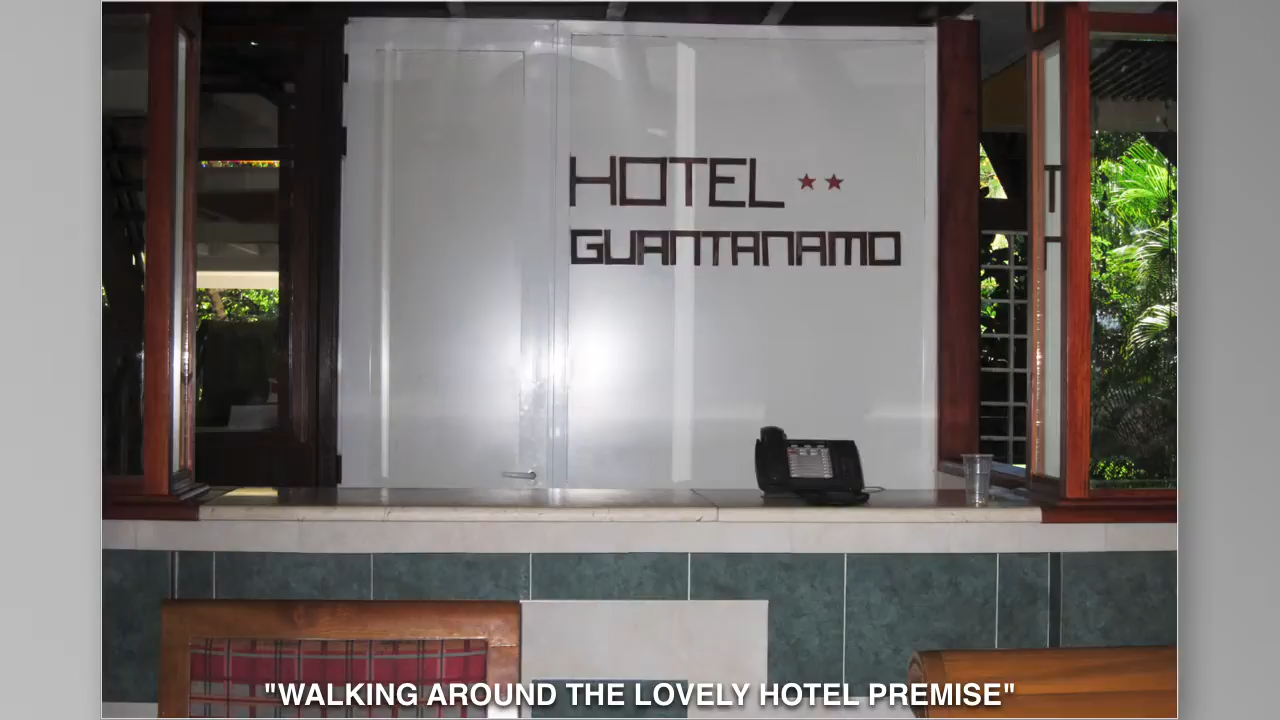 HOTEL ★★
GUANTANAMO
"WALKING AROUND THE LOVELY HOTEL PREMISE"